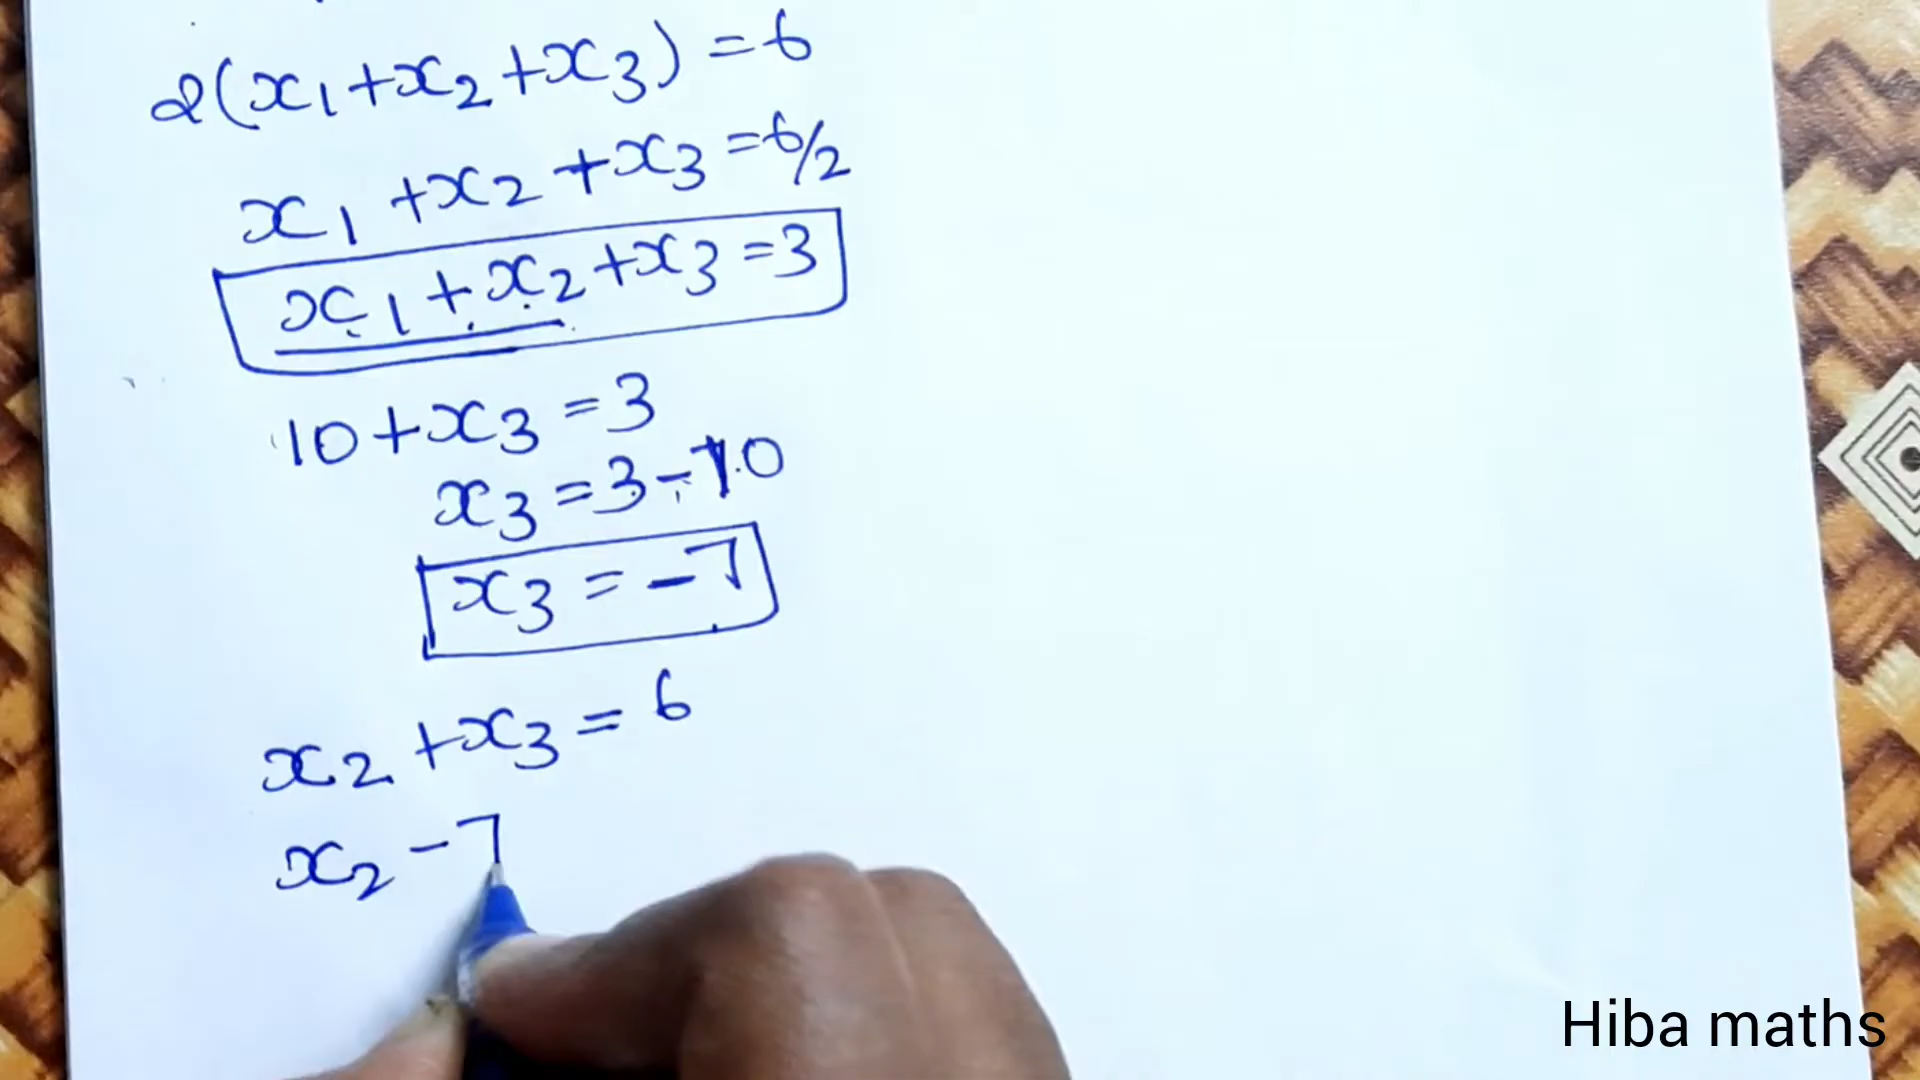 2(x1+x2+x3)=6
x1+x2+x3=6/2
x1+x2+x3=3
10+x3=3
x3=3-10
x3=-7
x2+x3=6
x2-7
Hiba maths